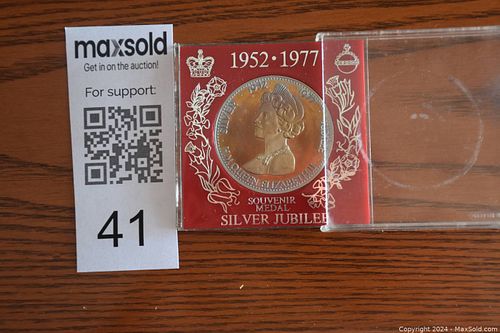 maxsold
Get in on the auction!
For support:
41
1952·1977
SILVER
QUEEN ELIZABETH II
SOUVENIR
MEDAL
SILVER JUBILEE
Copyright 2024 - MaxSold.com